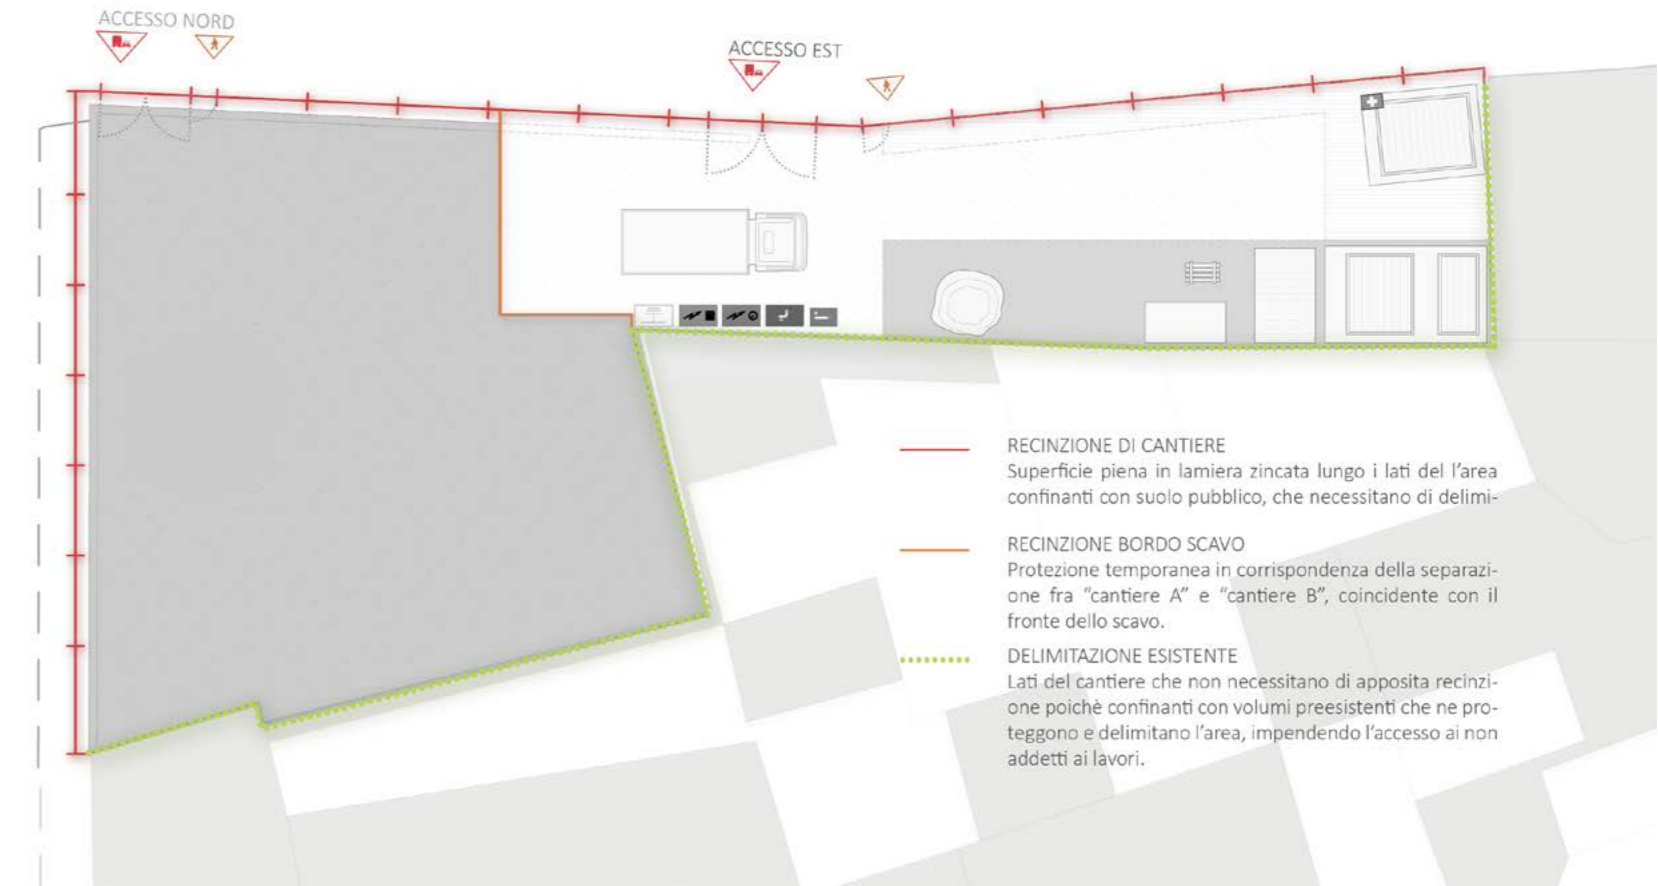 ACCESSO NORD
ACCESSO EST
RECINZIONE DI CANTIERE
Superficie piena in lamiera zincata lungo i lati del l'area
confinanti con suolo pubblico, che necessitano di delimi-
RECINZIONE BORDO SCAVO
Protezione temporanea in corrispondenza della separazi-
one fra "cantiere A" e "cantiere B", coincidente con il
fronte dello scavo.
DELIMITAZIONE ESISTENTE
Lati del cantiere che non necessitano di apposita recinzi-
one poichè confinanti con volumi preesistenti che ne pro-
teggono e delimitano l'area, impendendo l'accesso ai non
addetti ai lavori.